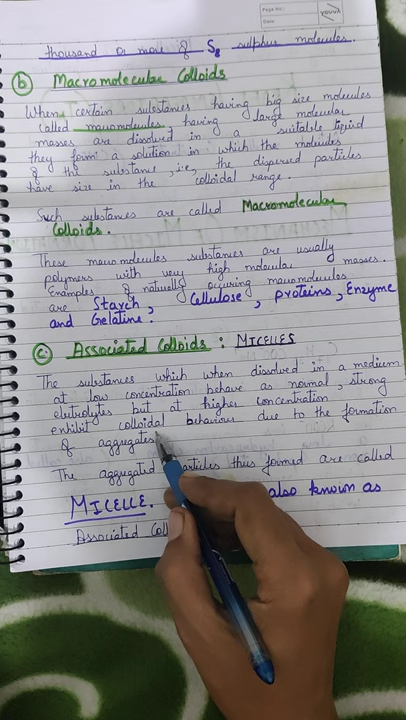 Page No.:
Date:
YOUVA
thousand or more of S8 sulphur molecules.
(b) Macromolecular Colloids
When certain substances having big size molecules
called macromolecules having large molecular
masses are dissolved in a suitable liquid
they form a solution in which the molecules
of the substance i.e, the dispersed particles
have size in the colloidal range.
Such substances are called Macromolecular
Colloids.
These macromolecules substances are usually
polymers with very high molecular masses.
Examples of naturally occuring macromolecules
are Starch, Cellulose, proteins, Enzyme
and Gelatine.
(c) Associated Colloids : MICELLES
The substances which when dissolved in a medium
at low concentration behave as normal, strong
electrolytes but at higher concentration
exhibit colloidal behaviour due to the formation
of aggregates
The aggregated particles thus formed are called
MICELLE. also known as
Associated Col